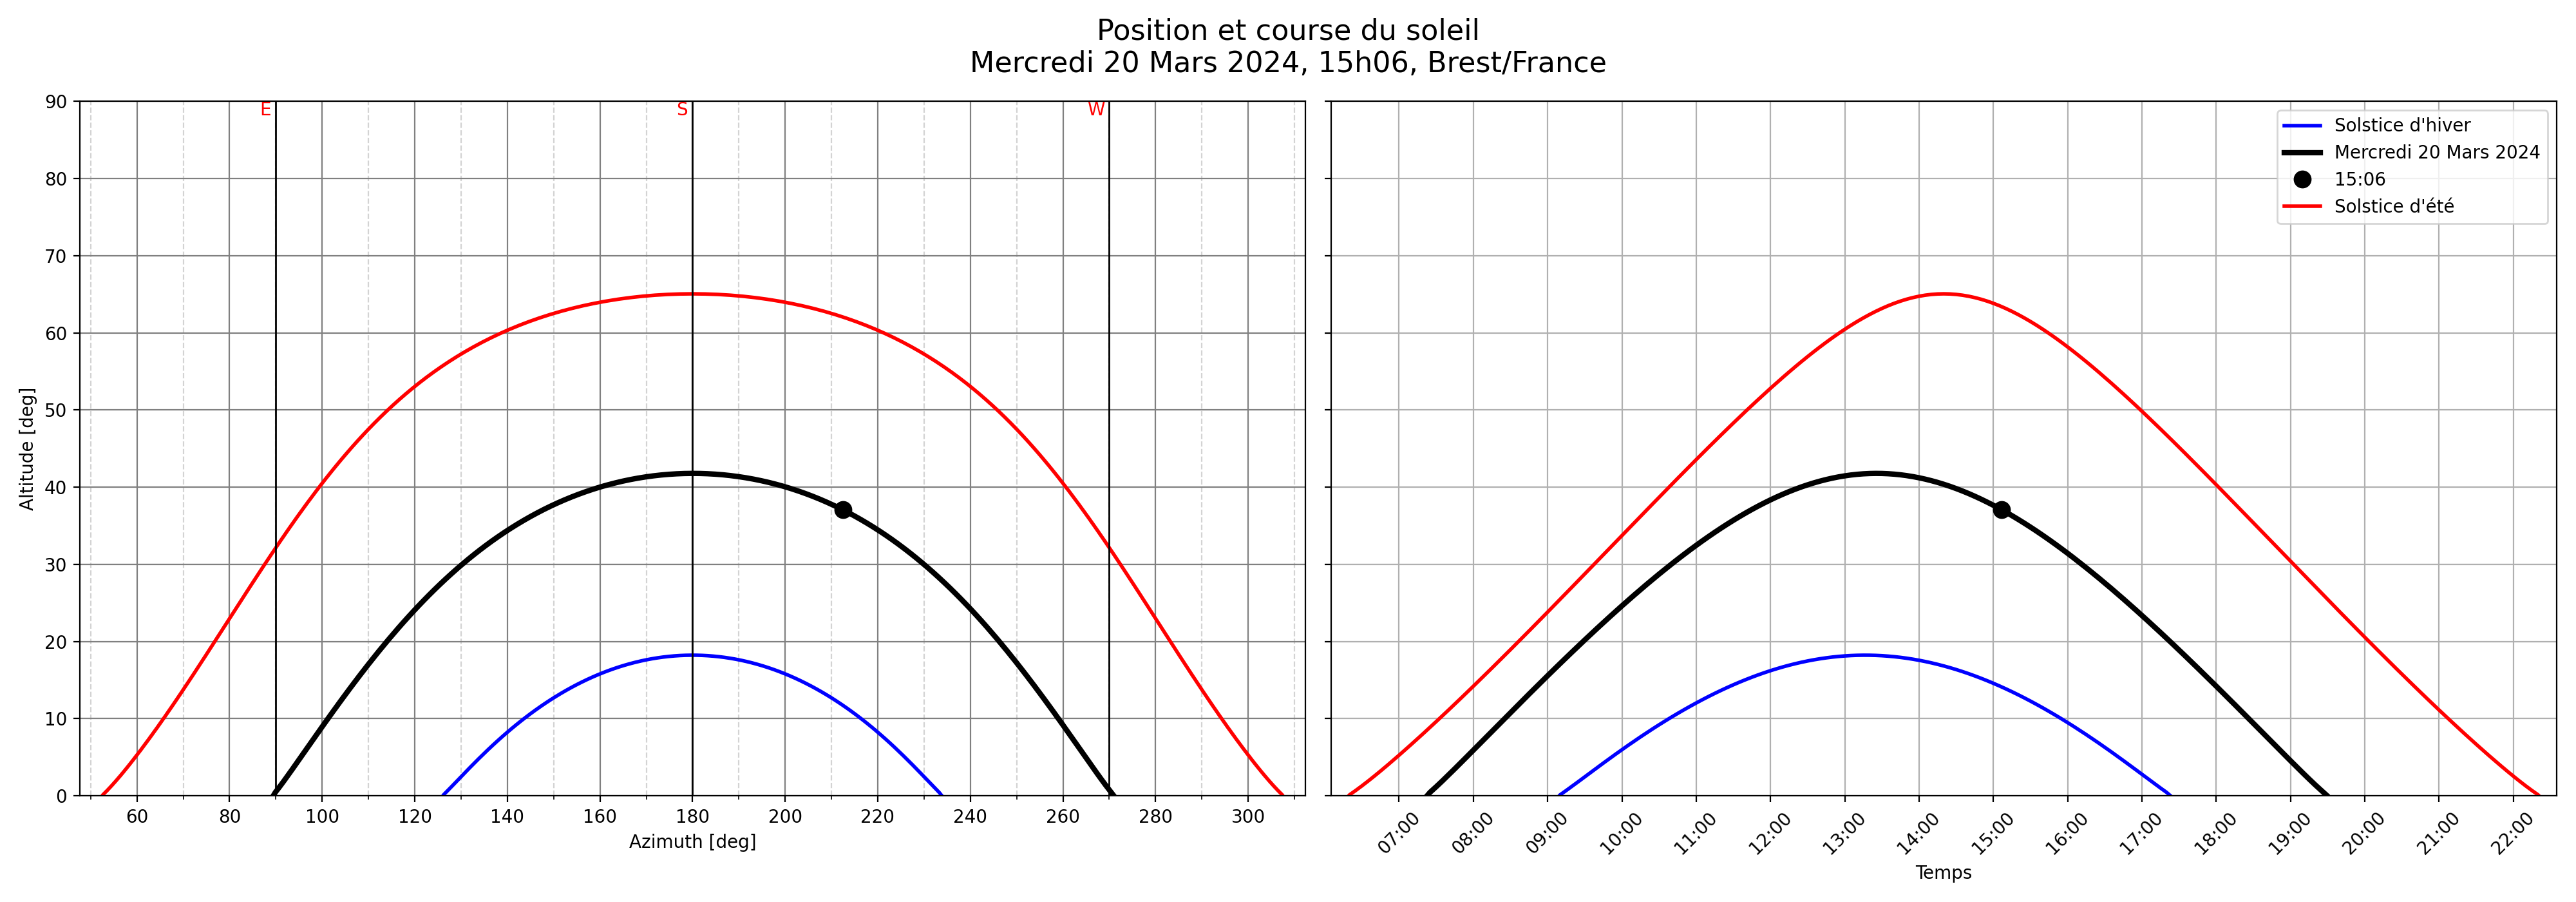 Position et course du soleil
Mercredi 20 Mars 2024, 15h06, Brest/France
E
S
W
90
80
70
60
50
40
30
20
10
0
Altitude [deg]
60 80 100 120 140 160 180 200 220 240 260 280 300
Azimuth [deg]
Solstice d'hiver
Mercredi 20 Mars 2024
15:06
Solstice d'été
07:00 08:00 09:00 10:00 11:00 12:00 13:00 14:00 15:00 16:00 17:00 18:00 19:00 20:00 21:00 22:00
Temps